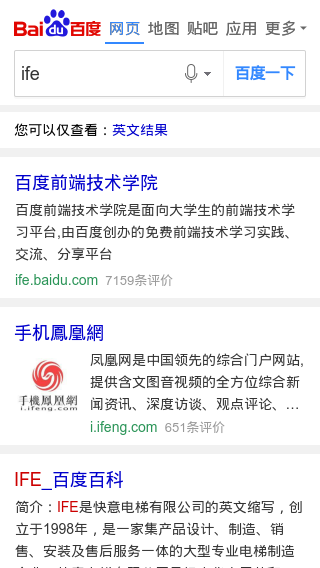 Bai du 百度 网页 地图 贴吧 应用 更多
ife 百度一下
您可以仅查看：英文结果
百度前端技术学院
百度前端技术学院是面向大学生的前端技术学
习平台,由百度创办的免费前端技术学习实践、
交流、分享平台
ife.baidu.com 7159条评价
手机鳳凰網
凤凰网是中国领先的综合门户网站,
提供含文图音视频的全方位综合新
闻资讯、深度访谈、观点评论、...
手機鳳凰網
i.ifeng.com
i.ifeng.com 651条评价
IFE_百度百科
简介：IFE是快意电梯有限公司的英文缩写，创
立于1998年，是一家集产品设计、制造、销
售、安装及售后服务一体的大型专业电梯制造